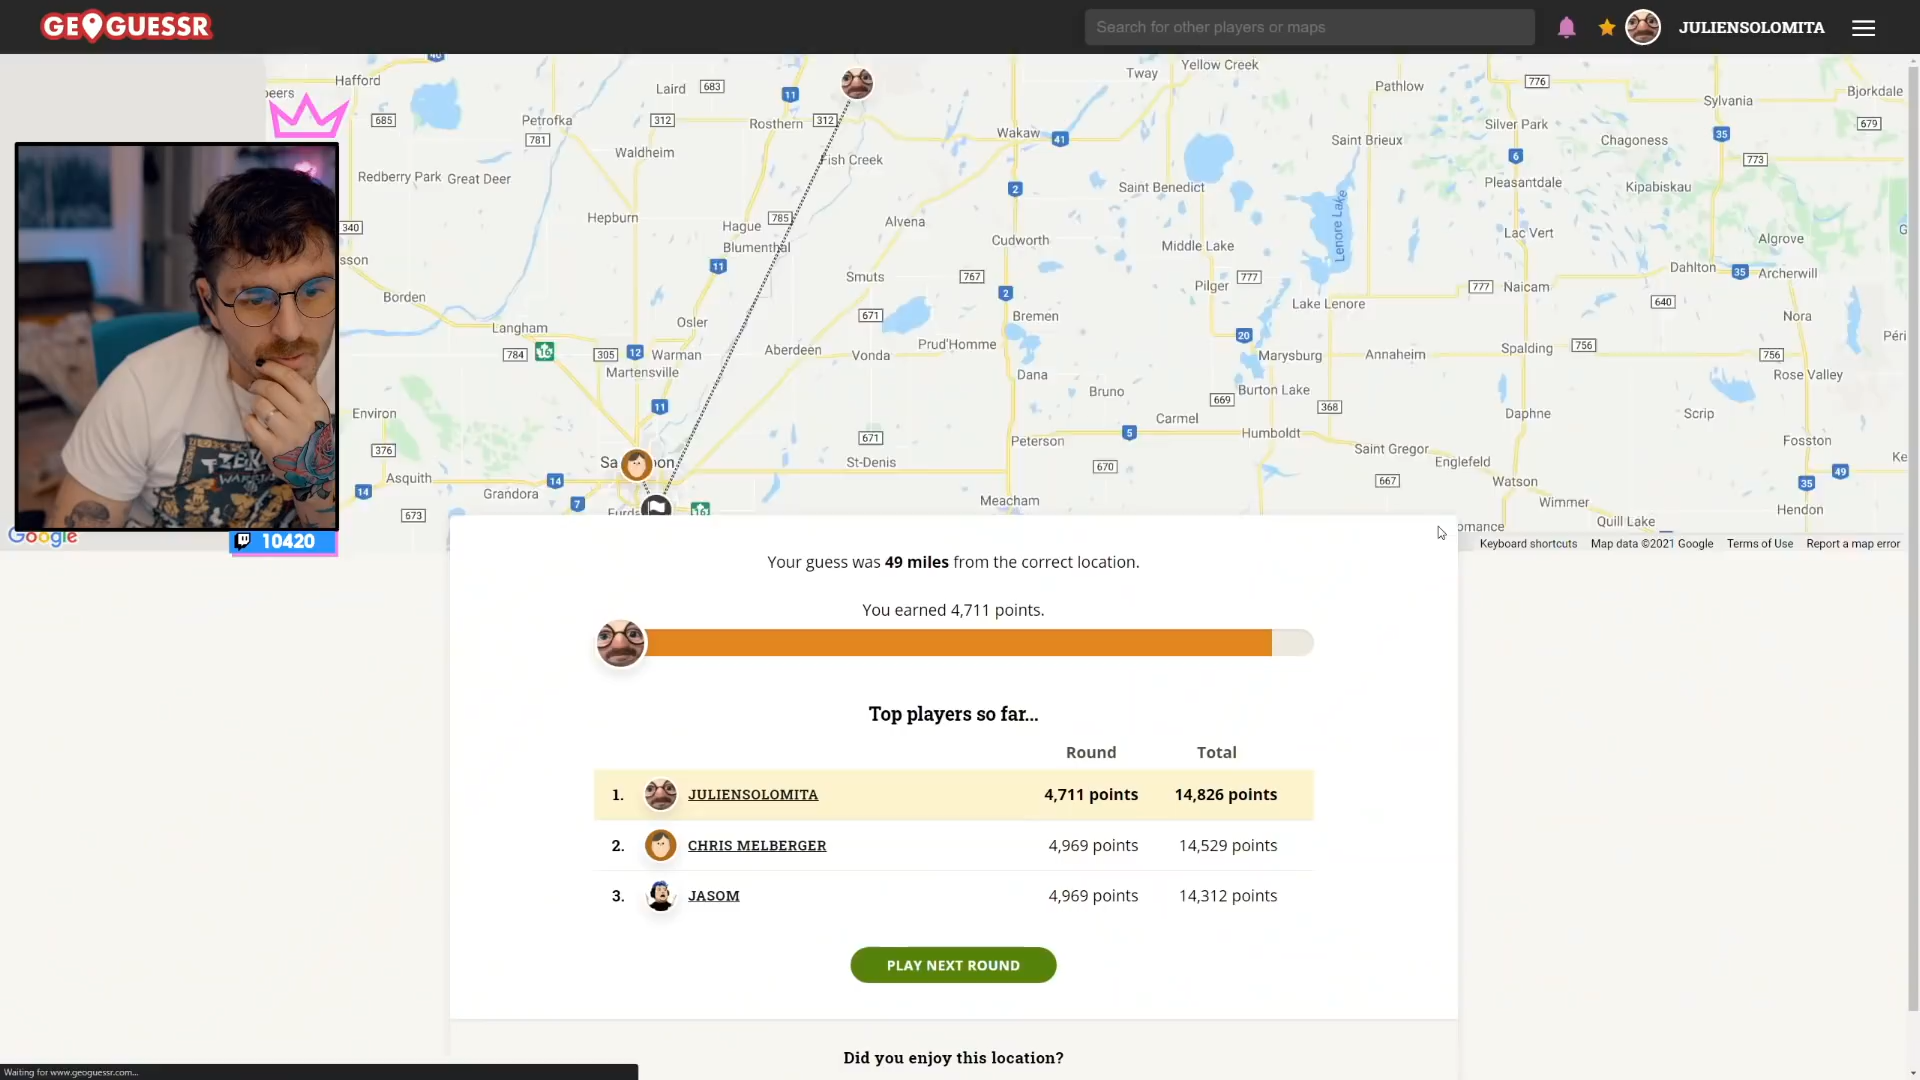 GEOGUESSR
Search for other players or maps
JULIENSOLOMITA
Hafford
Laird
683
11
Tway
Yellow Creek
776
Pathlow
Sylvania
Bjorkdale
685
Petrofka
781
312
Rosthern
312
Wakaw
41
Silver Park
35
679
Waldheim
Fish Creek
Saint Brieux
6
Chagoness
773
Redberry Park
Great Deer
2
Saint Benedict
Pleasantdale
Kipabiskau
340
Hepburn
Hague
785
Alvena
Lenore Lake
Lac Vert
Blumenthal
Cudworth
Middle Lake
Algrove
11
Smuts
767
777
Pilger
777
Naicam
Dahlton
35
Archerwill
Borden
2
Lake Lenore
640
Langham
Osler
671
Bremen
Nora
784
16
305
12
Warman
Aberdeen
Vonda
Prud'Homme
20
Marysburg
Annaheim
Spalding
756
756
Martensville
Dana
Burton Lake
Rose Valley
Environ
11
Bruno
669
368
Daphne
Scrip
376
671
Carmel
5
Humboldt
Peterson
Saint Gregor
Fosston
Asquith
St-Denis
670
Englefeld
49
14
Grandora
14
7
667
Watson
35
673
16
Meacham
Wimmer
Hendon
Quill Lake
Google
10420
Keyboard shortcuts
Map data ©2021 Google
Terms of Use
Report a map error
Your guess was 49 miles from the correct location.
You earned 4,711 points.
Top players so far...
Round Total
1. JULIENSOLOMITA 4,711 points 14,826 points
2. CHRIS MELBERGER 4,969 points 14,529 points
3. JASOM 4,969 points 14,312 points
PLAY NEXT ROUND
Did you enjoy this location?
Waiting for www.geoguessr.com...